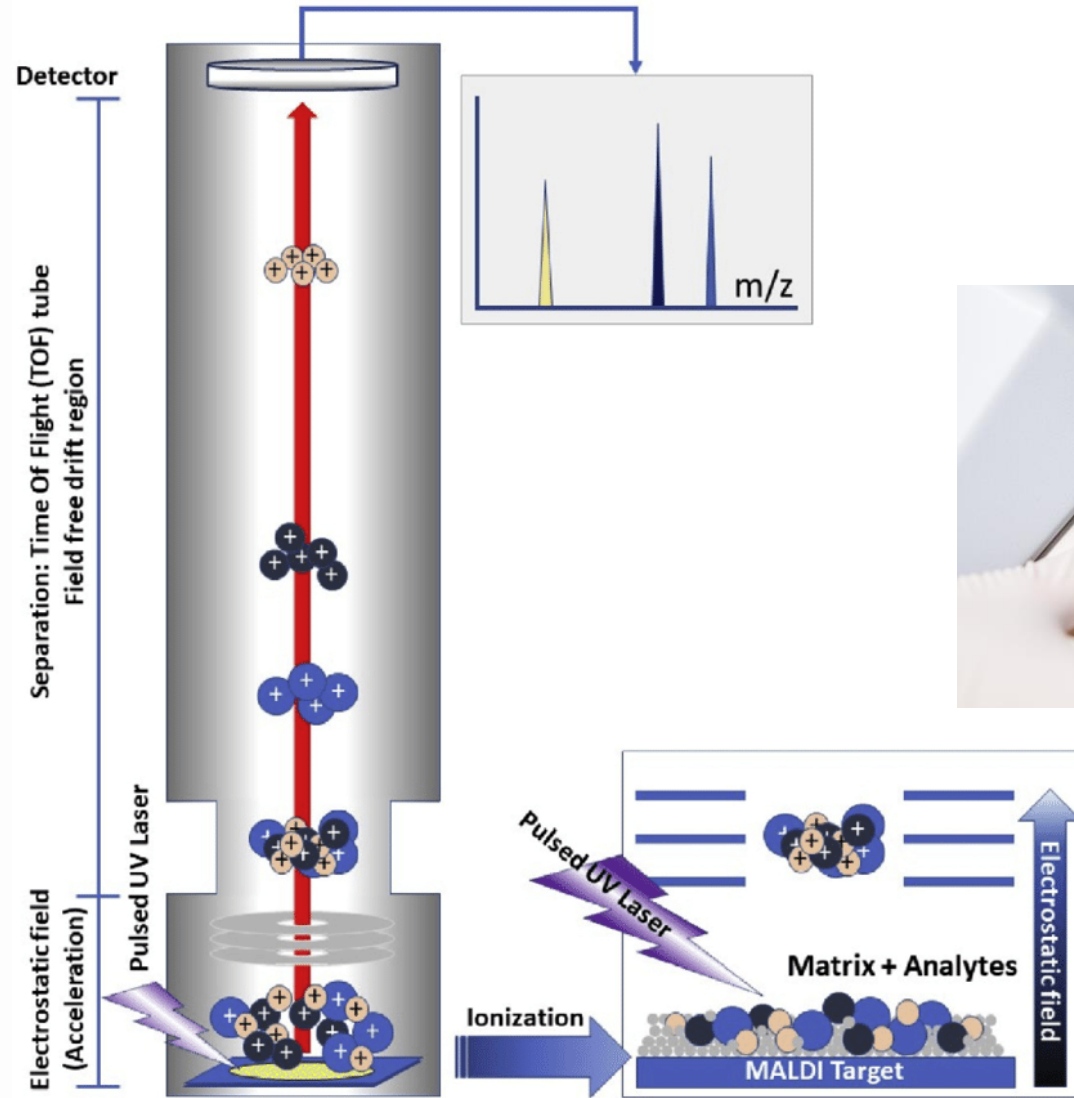 Detector
m/z
Separation: Time Of Flight (TOF) tube
Field free drift region
Pulsed UV Laser
Electrostatic field
(Acceleration)
Ionization
Pulsed UV Laser
Matrix + Analytes
MALDI Target
Electrostatic field